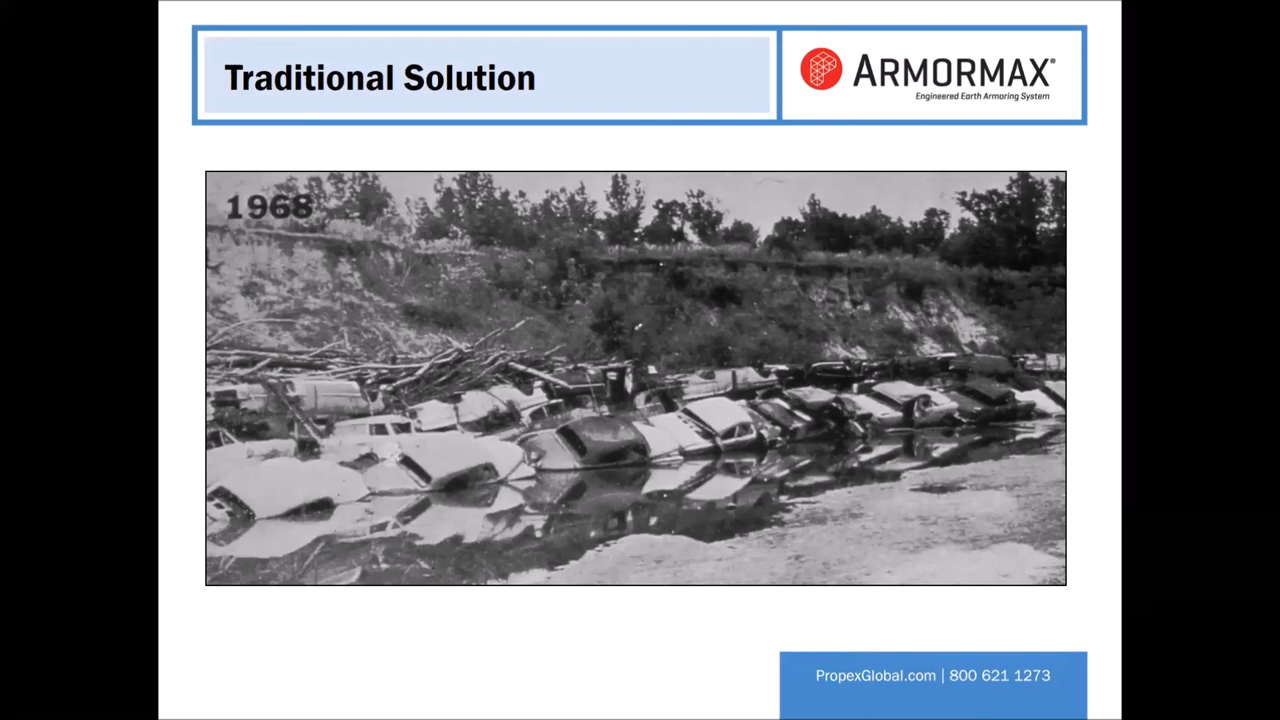 Traditional Solution
ARMORMAX®
Engineered Earth Armoring System
1968
PropexGlobal.com | 800 621 1273